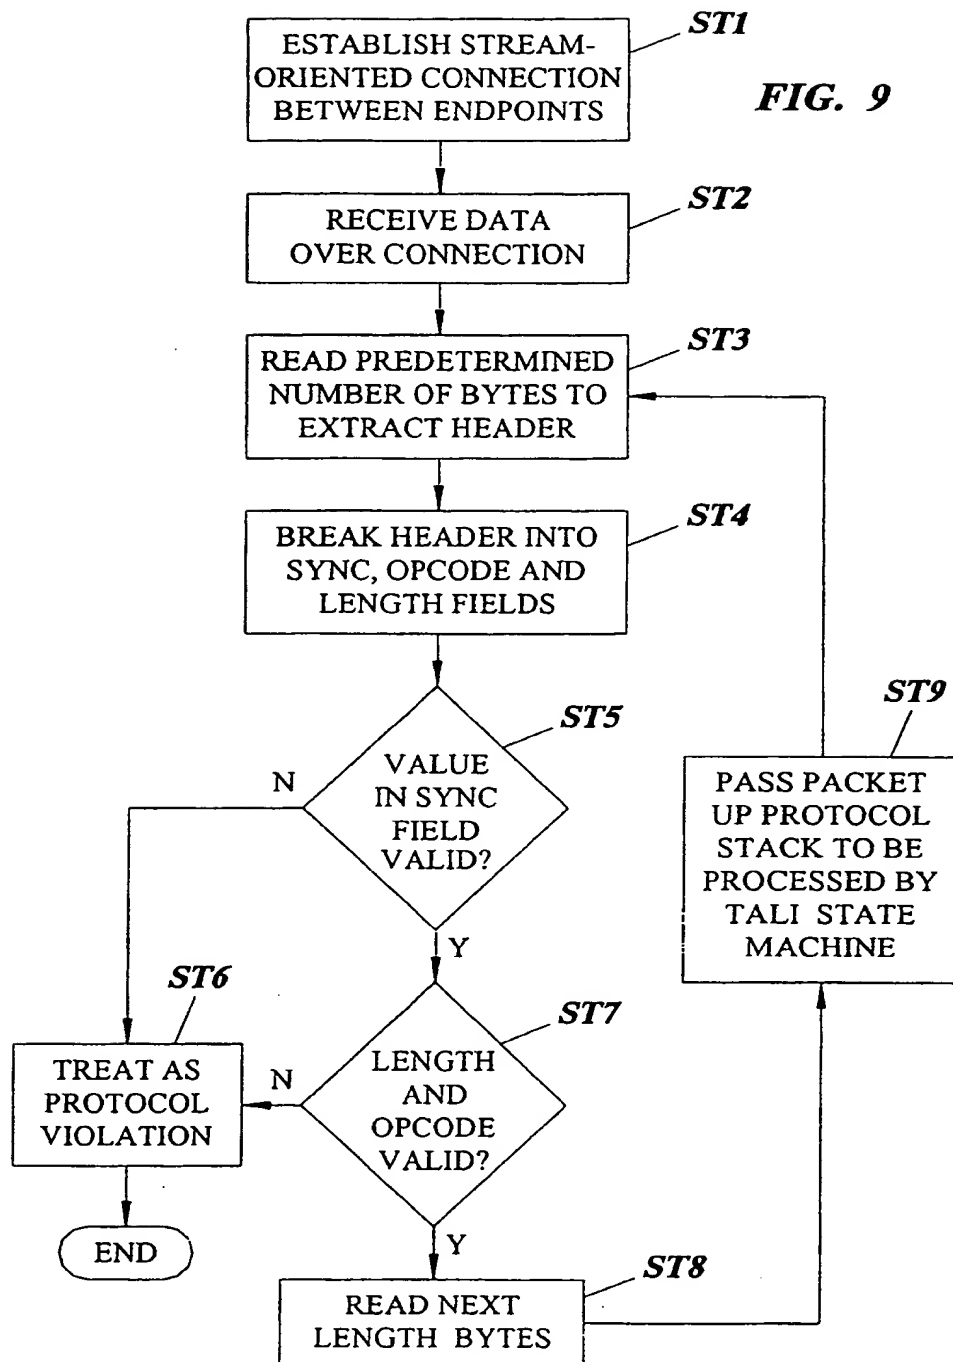 ST1
ESTABLISH STREAM-
ORIENTED CONNECTION
BETWEEN ENDPOINTS
FIG. 9
ST2
RECEIVE DATA
OVER CONNECTION
ST3
READ PREDETERMINED
NUMBER OF BYTES TO
EXTRACT HEADER
ST4
BREAK HEADER INTO
SYNC, OPCODE AND
LENGTH FIELDS
ST5
VALUE
IN SYNC
FIELD
VALID?
N
Y
ST6
TREAT AS
PROTOCOL
VIOLATION
END
ST7
LENGTH
AND
OPCODE
VALID?
N
Y
ST8
READ NEXT
LENGTH BYTES
ST9
PASS PACKET
UP PROTOCOL
STACK TO BE
PROCESSED BY
TALI STATE
MACHINE